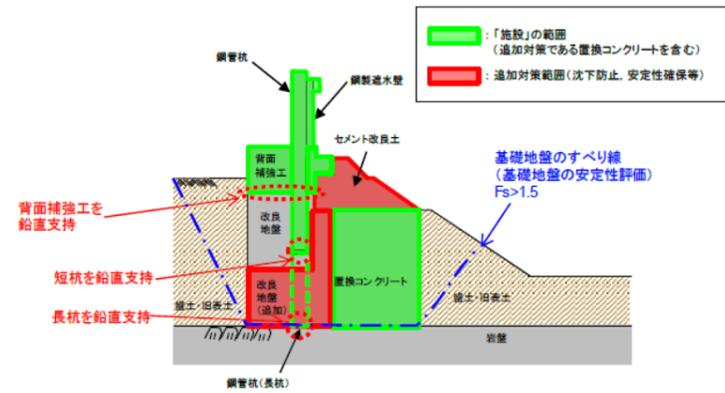 ：「施設」の範囲
（追加対策である置換コンクリートを含む）
：追加対策範囲（沈下防止，安定性確保等）
鋼管杭
鋼製遮水壁
セメント改良土
背面
補強工
基礎地盤のすべり線
（基礎地盤の安定性評価）
Fs>1.5
背面補強工を
鉛直支持
改良
地盤
短杭を鉛直支持
改良
地盤
（追加）
置換コンクリート
盛土・旧表土
盛土・旧表土
長杭を鉛直支持
岩盤
鋼管杭（長杭）